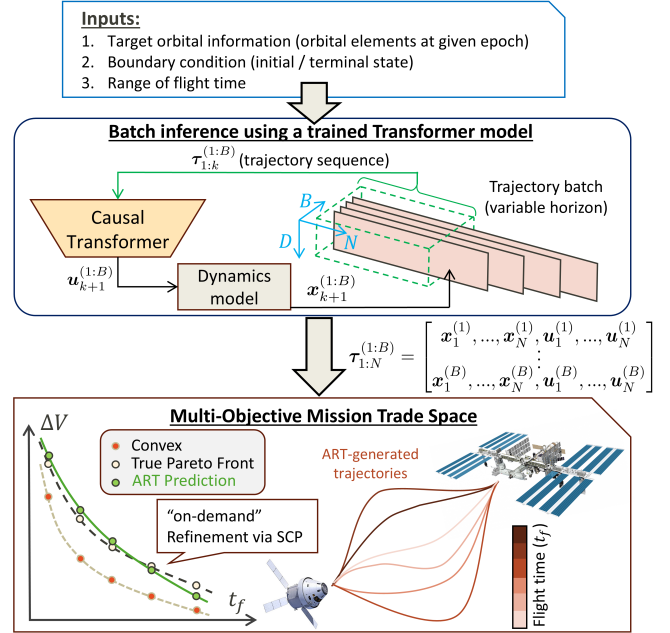 Inputs:
1. Target orbital information (orbital elements at given epoch)
2. Boundary condition (initial / terminal state)
3. Range of flight time
Batch inference using a trained Transformer model
𝝉_{1:k}^{(1:B)} (trajectory sequence)
Causal
Transformer
B
N
D
Trajectory batch
(variable horizon)
𝒖_{k+1}^{(1:B)}
Dynamics
model
𝒙_{k+1}^{(1:B)}
𝝉_{1:N}^{(1:B)} =
𝒙_1^{(1)}, ..., 𝒙_N^{(1)}, 𝒖_1^{(1)}, ..., 𝒖_N^{(1)}
⋮
𝒙_1^{(B)}, ..., 𝒙_N^{(B)}, 𝒖_1^{(B)}, ..., 𝒖_N^{(B)}
Multi-Objective Mission Trade Space
ΔV
Convex
True Pareto Front
ART Prediction
"on-demand"
Refinement via SCP
t_f
ART-generated
trajectories
Flight time (t_f)